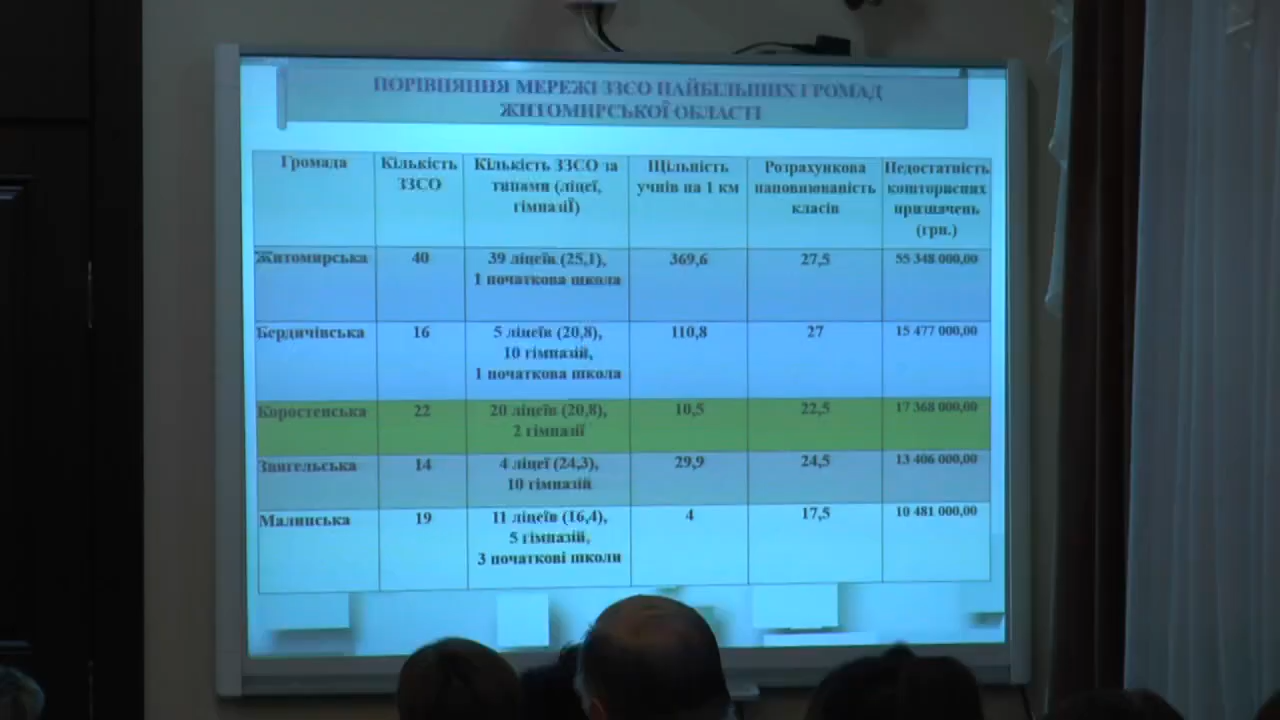 ПОРІВНЯННЯ МЕРЕЖІ ЗЗСО НАЙБІЛЬШИХ ГРОМАД
ЖИТОМИРСЬКОЇ ОБЛАСТІ
Громада
Кількість
ЗЗСО
Кількість ЗЗСО за
типами (ліцеї,
гімназії)
Щільність
учнів на 1 км
Розрахункова
наповнюваність
класів
Недостатність
кошторисних
призначень
(грн.)
Житомирська
40
39 ліцеїв (25,1),
1 початкова школа
369,6
27,5
55 348 000,00
Бердичівська
16
5 ліцеїв (20,8),
10 гімназій,
1 початкова школа
110,8
27
15 477 000,00
Коростенська
22
20 ліцеїв (20,8),
2 гімназії
10,5
22,5
17 368 000,00
Звягельська
14
4 ліцеї (24,3),
10 гімназій
29,9
24,5
13 406 000,00
Малинська
19
11 ліцеїв (16,4),
5 гімназій,
3 початкові школи
4
17,5
10 481 000,00